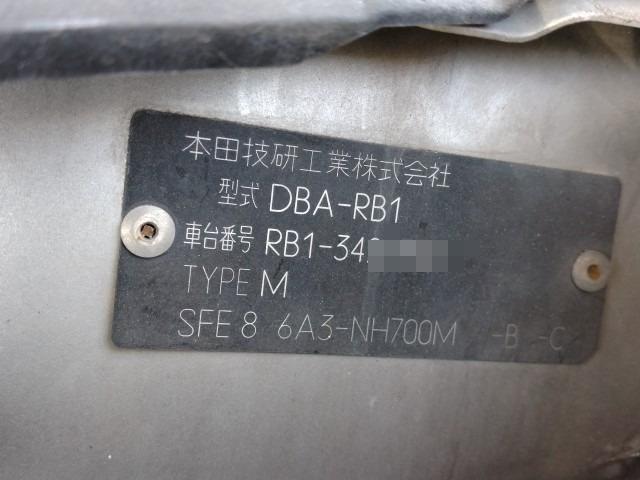 本田技研工業株式会社
型式 DBA-RB1
車台番号 RB1-34
TYPE M
SFE 8 6A3-NH700M -B -C